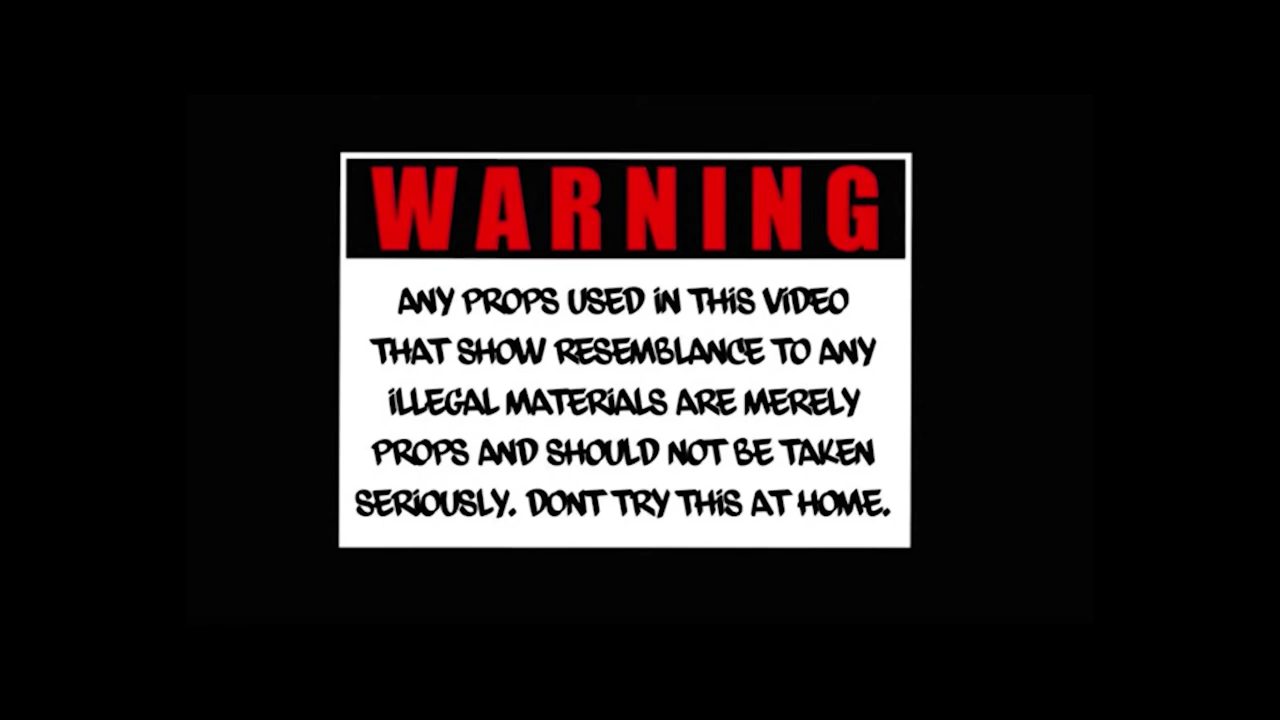 WARNING
ANY PROPS USED IN THIS VIDEO
THAT SHOW RESEMBLANCE TO ANY
ILLEGAL MATERIALS ARE MERELY
PROPS AND SHOULD NOT BE TAKEN
SERIOUSLY. DONT TRY THIS AT HOME.